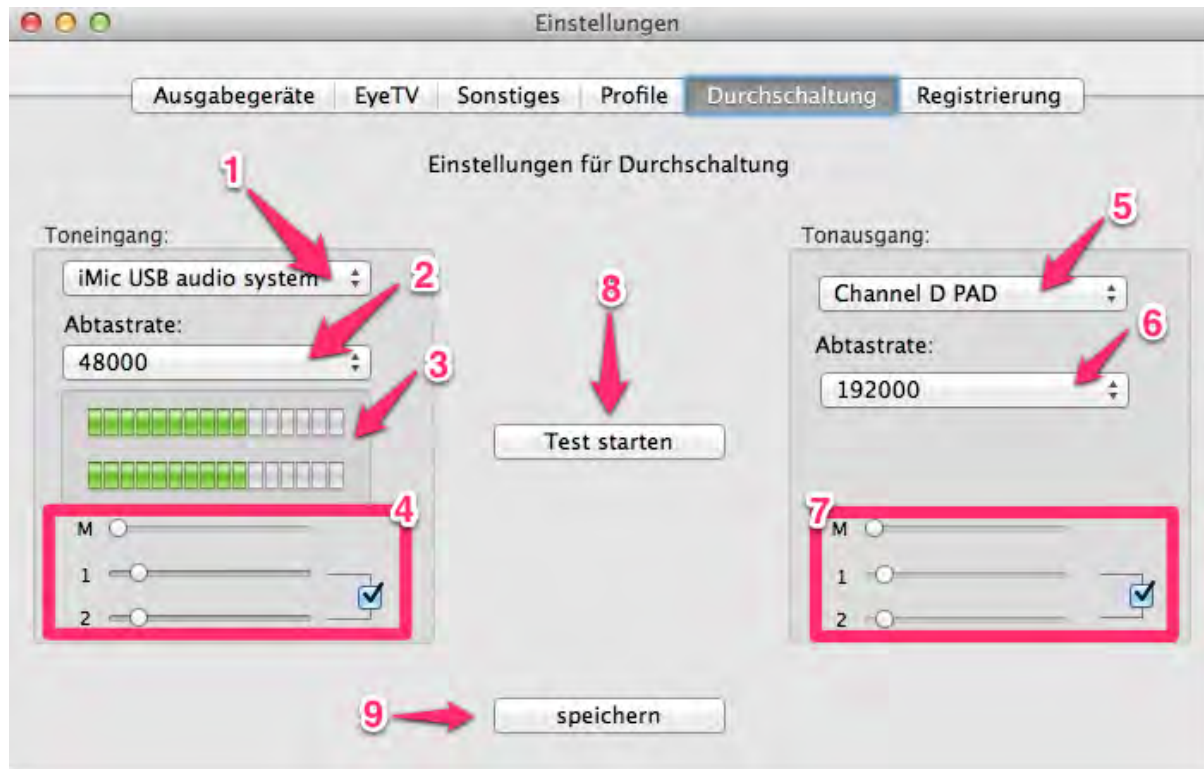 Einstellungen
Ausgabegeräte EyeTV Sonstiges Profile Durchschaltung Registrierung
Einstellungen für Durchschaltung
1
Toneingang:
iMic USB audio system
2
Abtastrate:
48000
3
4
M
1
2
8
Test starten
5
Tonausgang:
Channel D PAD
6
Abtastrate:
192000
7
M
1
2
9
speichern